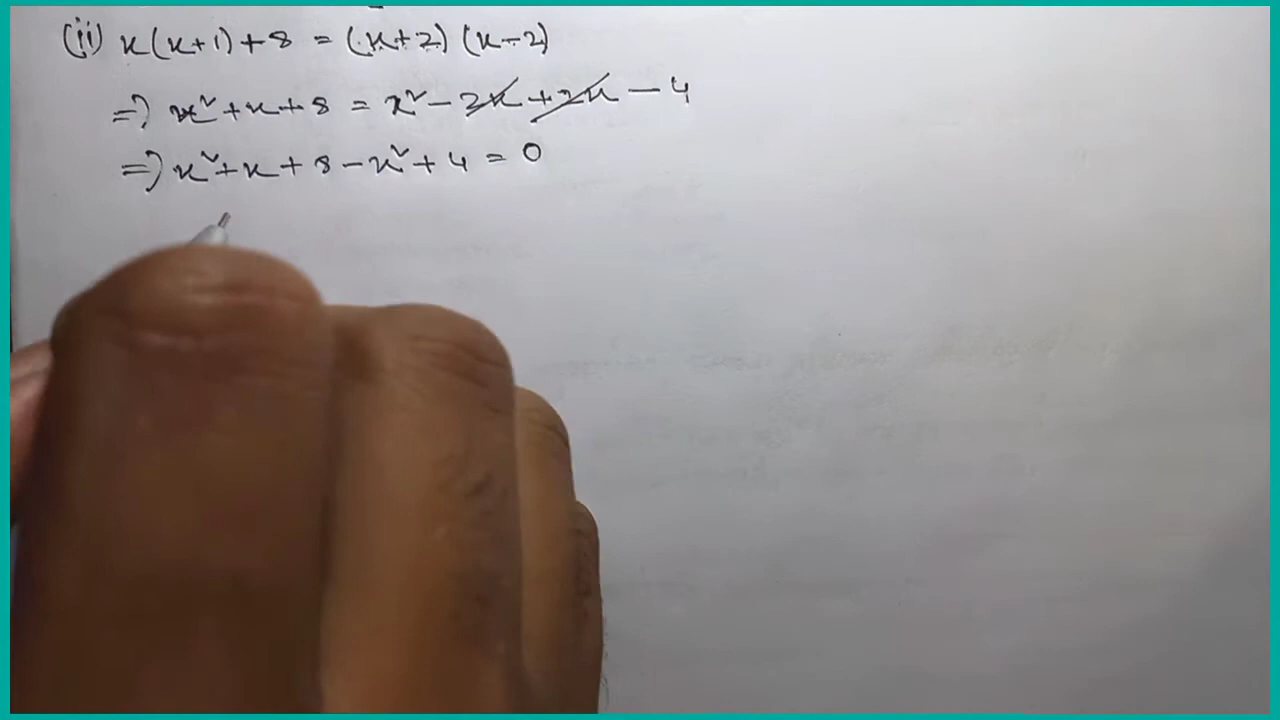 (ii) x(x+1)+8 = (x+2)(x-2)
=> x²+x+8 = x²-2x+2x-4
=> x²+x+8-x²+4 = 0